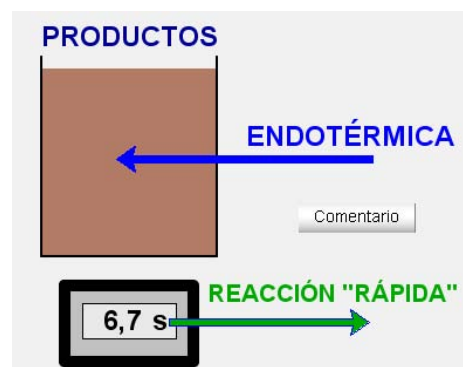 PRODUCTOS
ENDOTÉRMICA
Comentario
REACCIÓN "RÁPIDA"
6,7 s